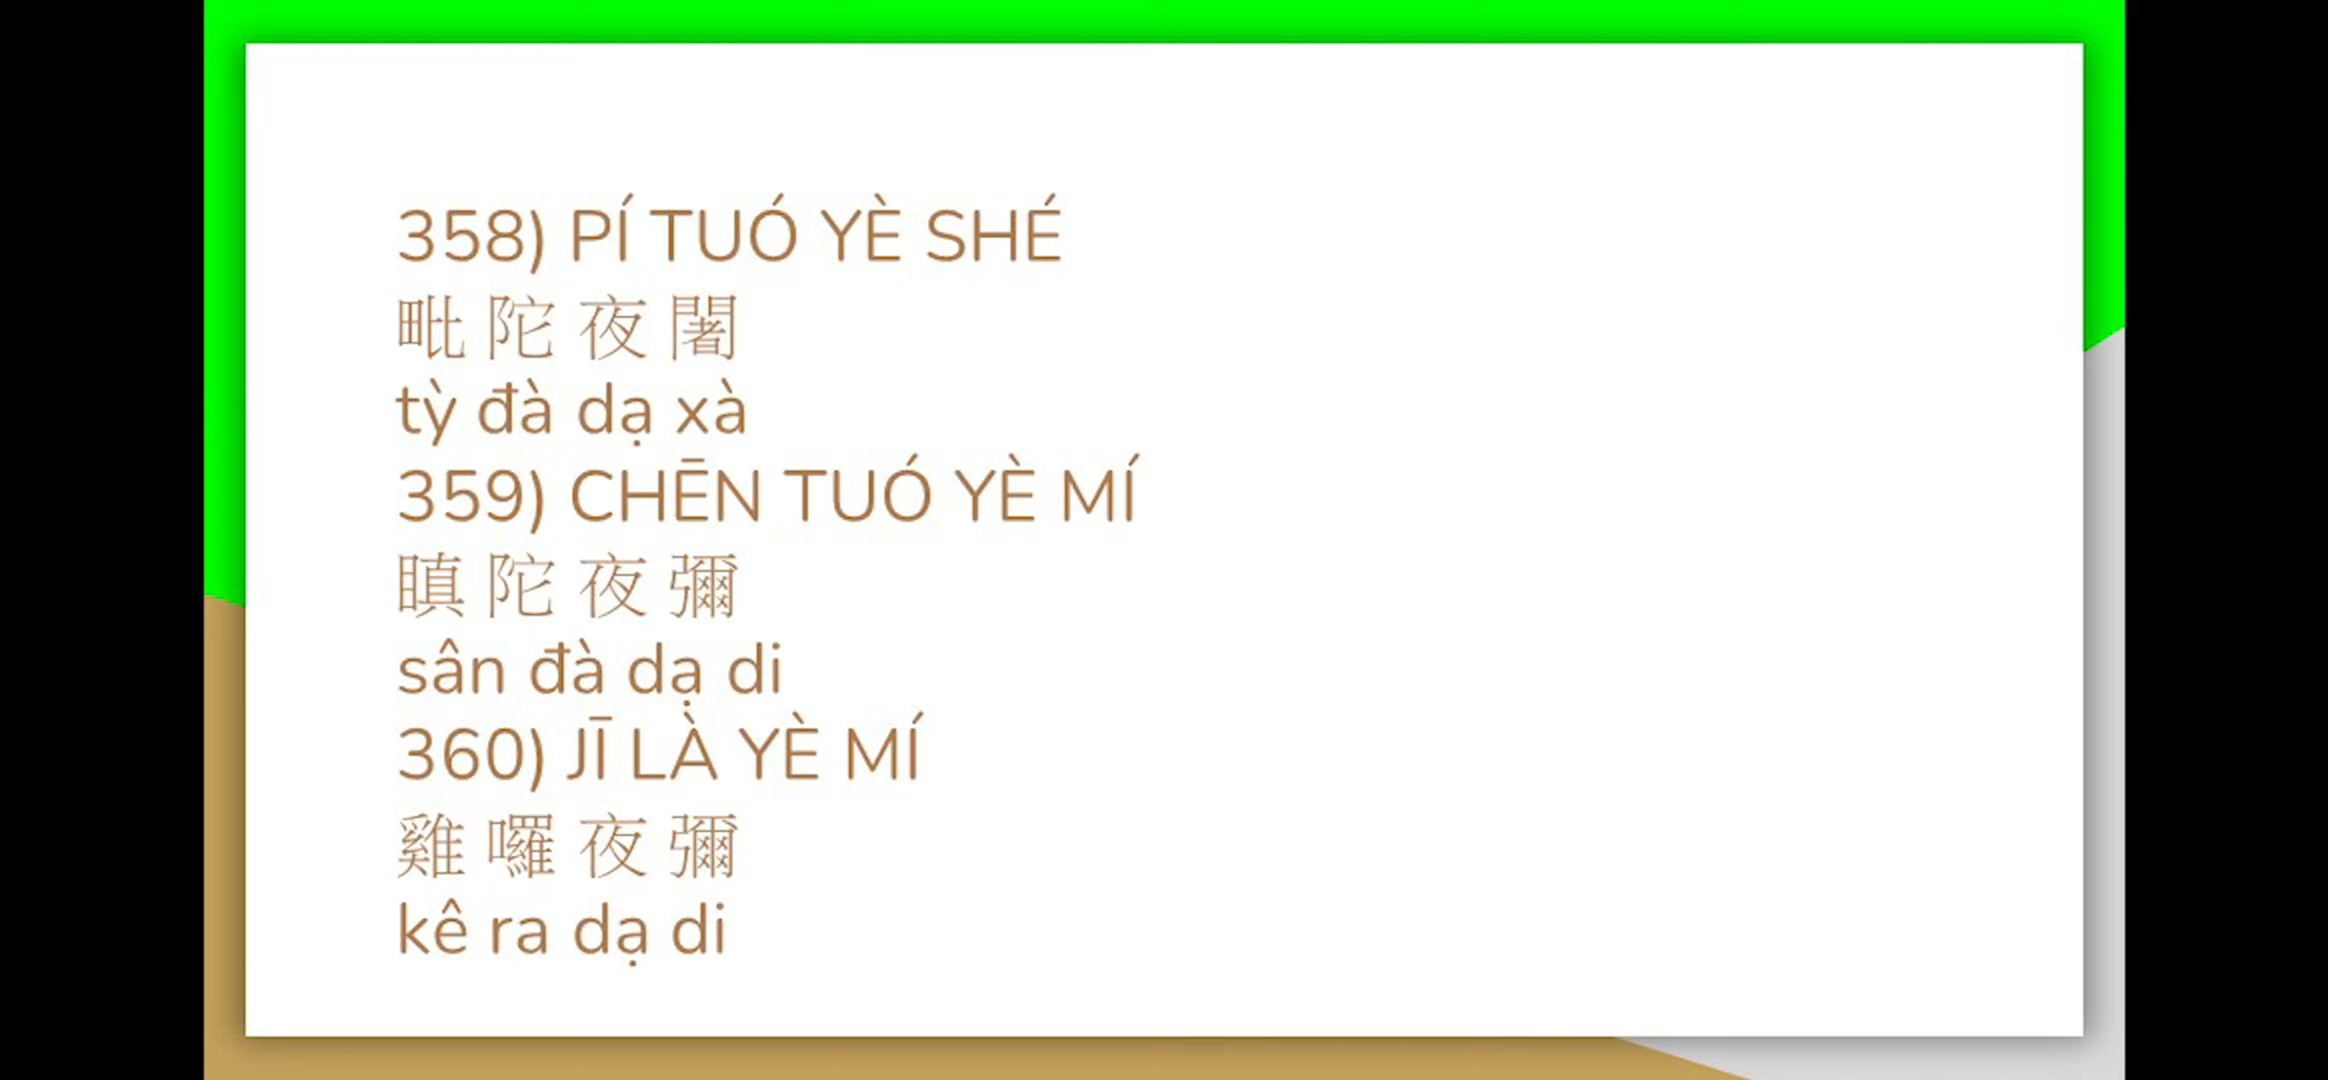 358) PÍ TUÓ YÈ SHÉ
毗 陀 夜 闍
tỳ đà dạ xà
359) CHĒN TUÓ YÈ MÍ
瞋 陀 夜 彌
sân đà dạ di
360) JĪ LÀ YÈ MÍ
雞 囉 夜 彌
kê ra dạ di